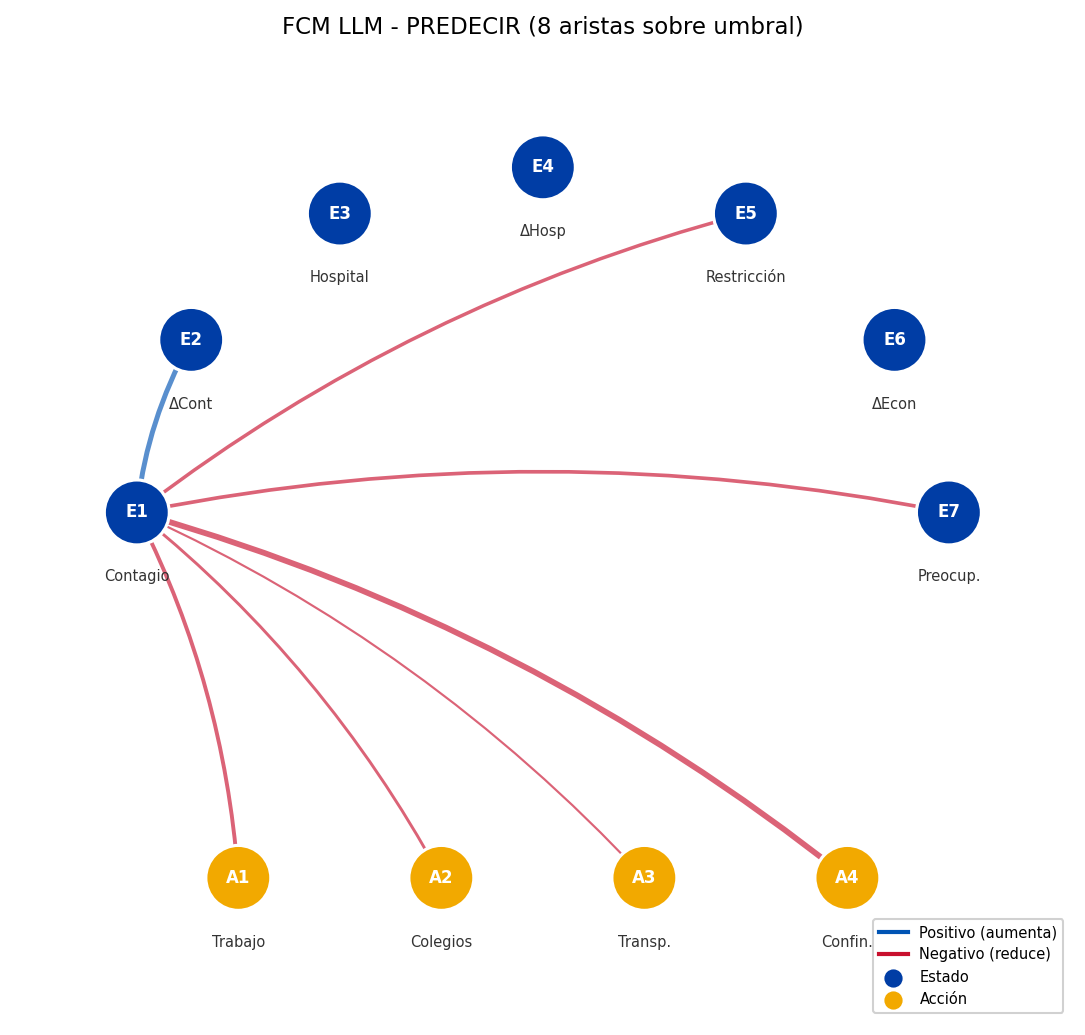 FCM LLM - PREDECIR (8 aristas sobre umbral)
E4
ΔHosp
E3
Hospital
E5
Restricción
E2
ΔCont
E6
ΔEcon
E1
Contagio
E7
Preocup.
A1
Trabajo
A2
Colegios
A3
Transp.
A4
Confin.
Positivo (aumenta)
Negativo (reduce)
Estado
Acción